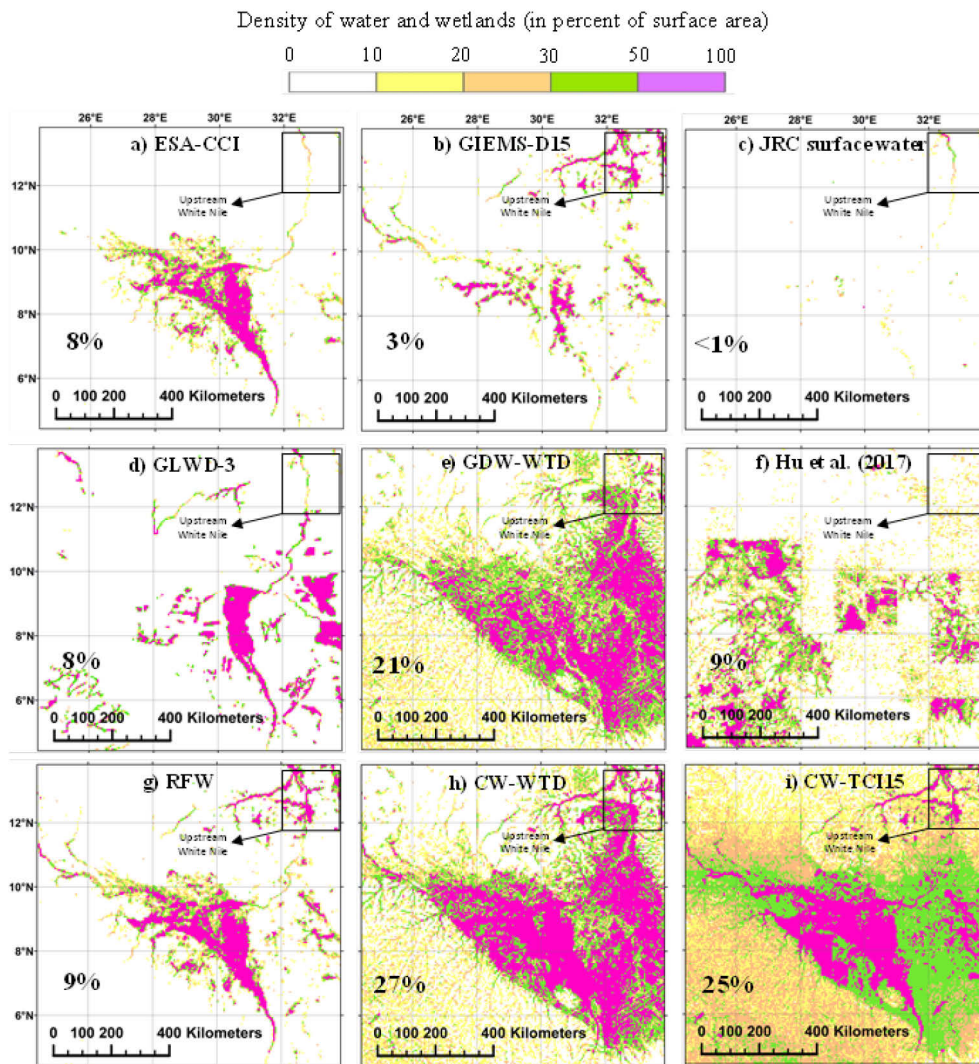 Density of water and wetlands (in percent of surface area)
0 10 20 30 50 100
26°E 28°E 30°E 32°E 26°E 28°E 30°E 32°E 26°E 28°E 30°E 32°E
a) ESA-CCI b) GIEMS-D15 c) JRC surface water
12°N
Upstream White Nile Upstream White Nile Upstream White Nile
10°N
8°N
8% 3% <1%
6°N
0 100 200 400 Kilometers 0 100 200 400 Kilometers 0 100 200 400 Kilometers
d) GLWD-3 e) GDW-WTD f) Hu et al. (2017)
12°N
Upstream White Nile Upstream White Nile Upstream White Nile
10°N
8°N
8% 21% 9%
6°N
0 100 200 400 Kilometers 0 100 200 400 Kilometers 0 100 200 400 Kilometers
g) RFW h) CW-WTD i) CW-TCI15
12°N
Upstream White Nile Upstream White Nile Upstream White Nile
10°N
8°N
9% 27% 25%
6°N
0 100 200 400 Kilometers 0 100 200 400 Kilometers 0 100 200 400 Kilometers